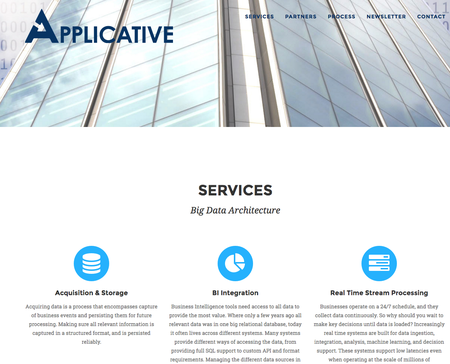 APPLICATIVE
SERVICES PARTNERS PROCESS NEWSLETTER CONTACT
SERVICES
Big Data Architecture
Acquisition & Storage
Acquiring data is a process that encompasses capture
of business events and persisting them for future
processing. Making sure all relevant information is
captured in a structured format, and is persisted
reliably.
BI Integration
Business Intelligence tools need access to all data to
provide the most value. Where only a few years ago all
relevant data was in one big relational database, today
it often lives across different systems. Many systems
provide different ways of accessing the data, from
providing full SQL support to custom API and format
requirements. Managing the different data sources in
Real Time Stream Processing
Businesses operate on a 24/7 schedule, and they
collect data continuously. So why should you want to
make key decisions until data is loaded? Increasingly
real time systems are built for data ingestion,
integration, analysis, machine learning, and decision
support. These systems support low latencies even
when operating at the scale of millions of